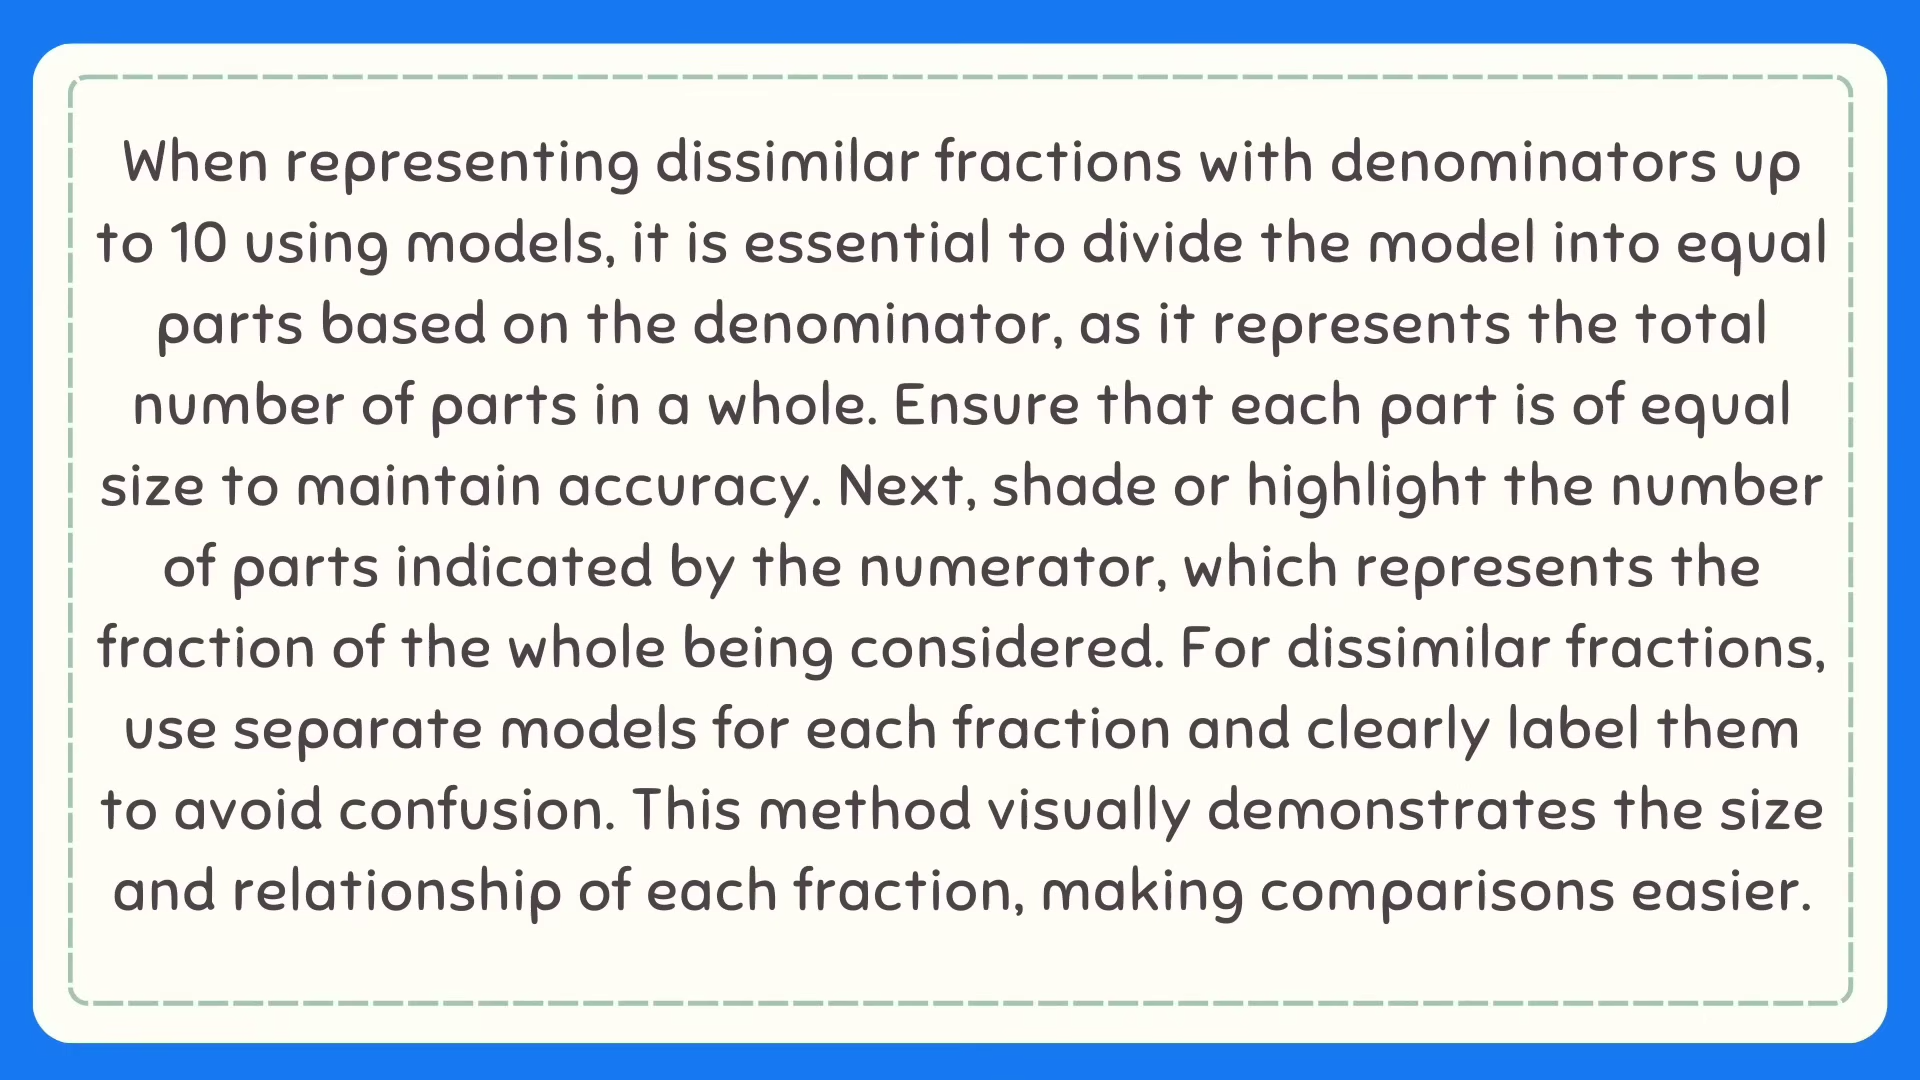 When representing dissimilar fractions with denominators up
to 10 using models, it is essential to divide the model into equal
parts based on the denominator, as it represents the total
number of parts in a whole. Ensure that each part is of equal
size to maintain accuracy. Next, shade or highlight the number
of parts indicated by the numerator, which represents the
fraction of the whole being considered. For dissimilar fractions,
use separate models for each fraction and clearly label them
to avoid confusion. This method visually demonstrates the size
and relationship of each fraction, making comparisons easier.